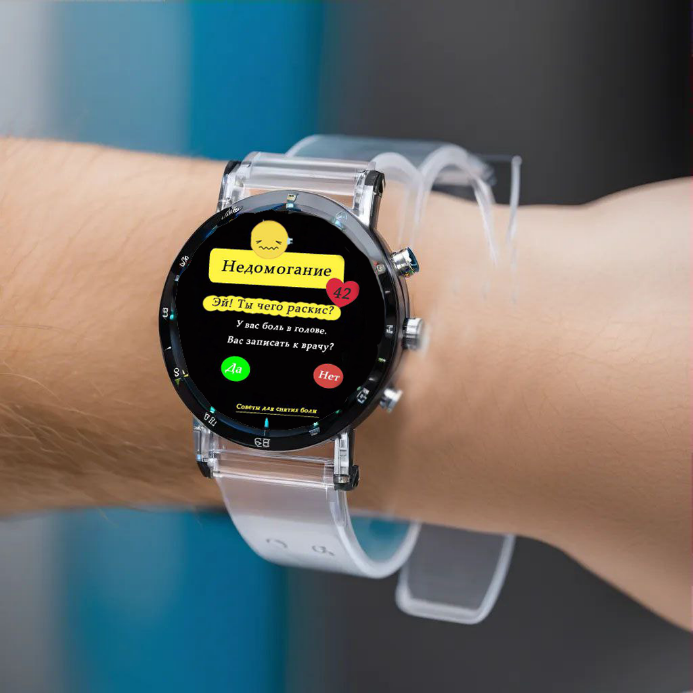 Недомогание
42
Эй! Ты чего раскис?
У вас боль в голове.
Вас записать к врачу?
Да
Нет
Советы для снятия боли